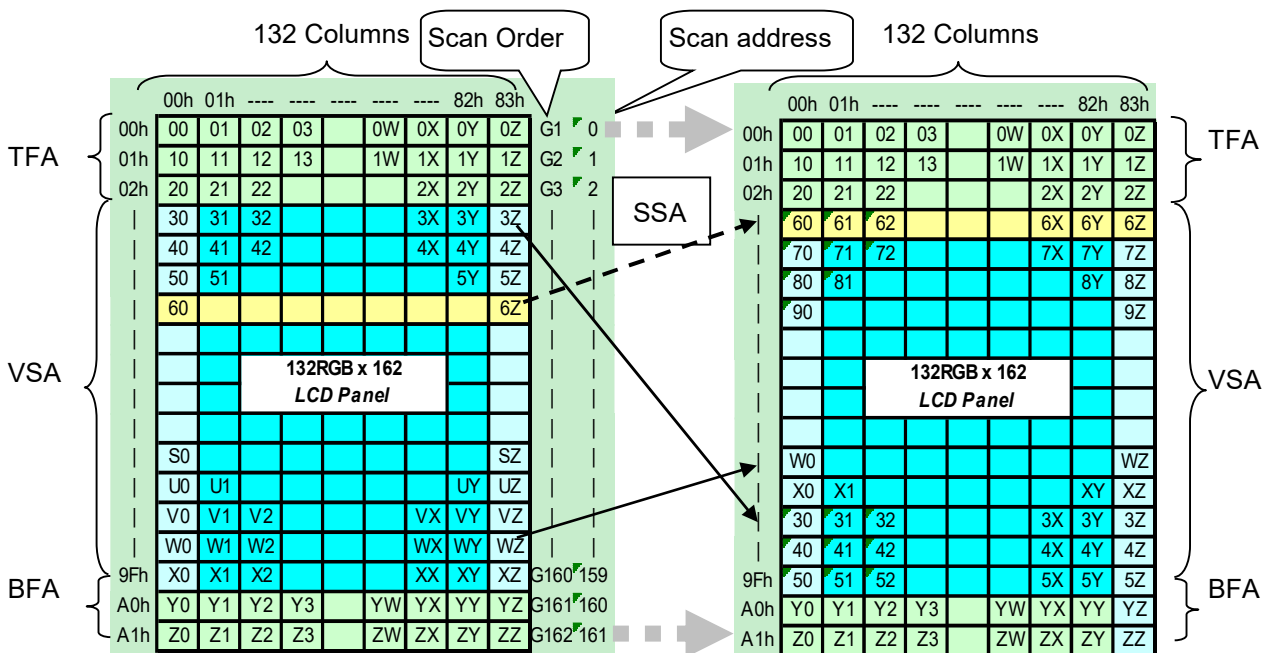 132 Columns Scan Order Scan address 132 Columns
00h 01h ---- ---- ---- ---- ---- 82h 83h
00h 00 01 02 03 0W 0X 0Y 0Z G1 0
01h 10 11 12 13 1W 1X 1Y 1Z G2 1
02h 20 21 22 2X 2Y 2Z G3 2
30 31 32 3X 3Y 3Z
40 41 42 4X 4Y 4Z
50 51 5Y 5Z
60 6Z
132RGB x 162
LCD Panel
S0 SZ
U0 U1 UY UZ
V0 V1 V2 VX VY VZ
W0 W1 W2 WX WY WZ
9Fh X0 X1 X2 XX XY XZ G160 159
A0h Y0 Y1 Y2 Y3 YW YX YY YZ G161 160
A1h Z0 Z1 Z2 Z3 ZW ZX ZY ZZ G162 161
TFA
VSA
BFA
SSA
00h 01h ---- ---- ---- ---- ---- 82h 83h
00h 00 01 02 03 0W 0X 0Y 0Z
01h 10 11 12 13 1W 1X 1Y 1Z
02h 20 21 22 2X 2Y 2Z
60 61 62 6X 6Y 6Z
70 71 72 7X 7Y 7Z
80 81 8Y 8Z
90 9Z
132RGB x 162
LCD Panel
W0 WZ
X0 X1 XY XZ
30 31 32 3X 3Y 3Z
40 41 42 4X 4Y 4Z
9Fh 50 51 52 5X 5Y 5Z
A0h Y0 Y1 Y2 Y3 YW YX YY YZ
A1h Z0 Z1 Z2 Z3 ZW ZX ZY ZZ
TFA
VSA
BFA